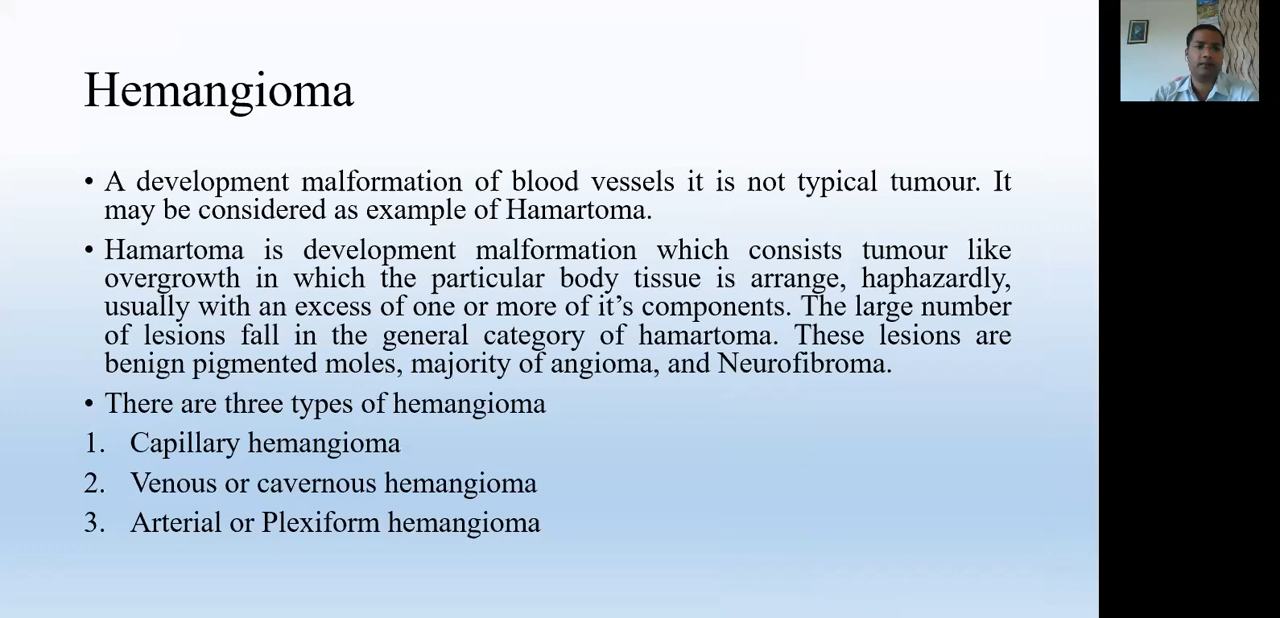 Hemangioma
• A development malformation of blood vessels it is not typical tumour. It
may be considered as example of Hamartoma.
• Hamartoma is development malformation which consists tumour like
overgrowth in which the particular body tissue is arrange, haphazardly,
usually with an excess of one or more of it’s components. The large number
of lesions fall in the general category of hamartoma. These lesions are
benign pigmented moles, majority of angioma, and Neurofibroma.
• There are three types of hemangioma
1. Capillary hemangioma
2. Venous or cavernous hemangioma
3. Arterial or Plexiform hemangioma